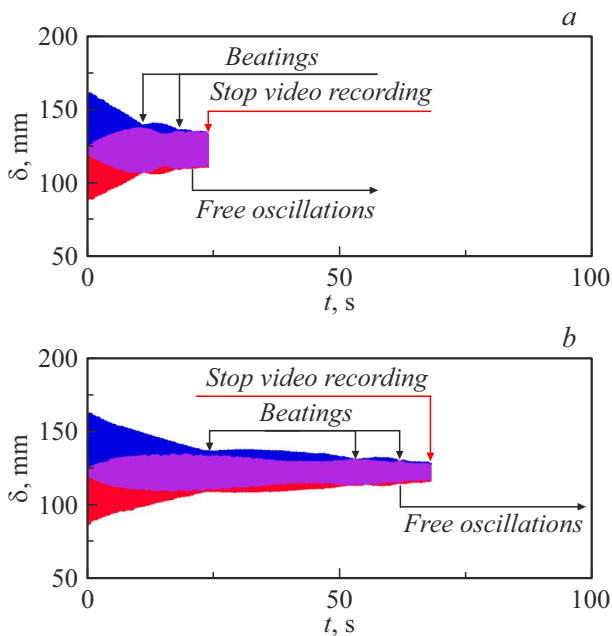 a
200
Beatings
Stop video recording
150
δ, mm
100
Free oscillations
50
0
50
100
t, s
b
200
Stop video recording
Beatings
150
δ, mm
100
Free oscillations
50
0
50
100
t, s